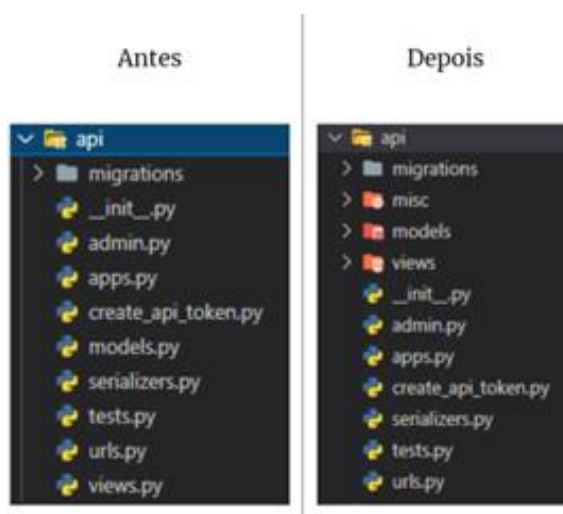 Antes
api
migrations
__init__.py
admin.py
apps.py
create_api_token.py
models.py
serializers.py
tests.py
urls.py
views.py
Depois
api
migrations
misc
models
views
__init__.py
admin.py
apps.py
create_api_token.py
serializers.py
tests.py
urls.py